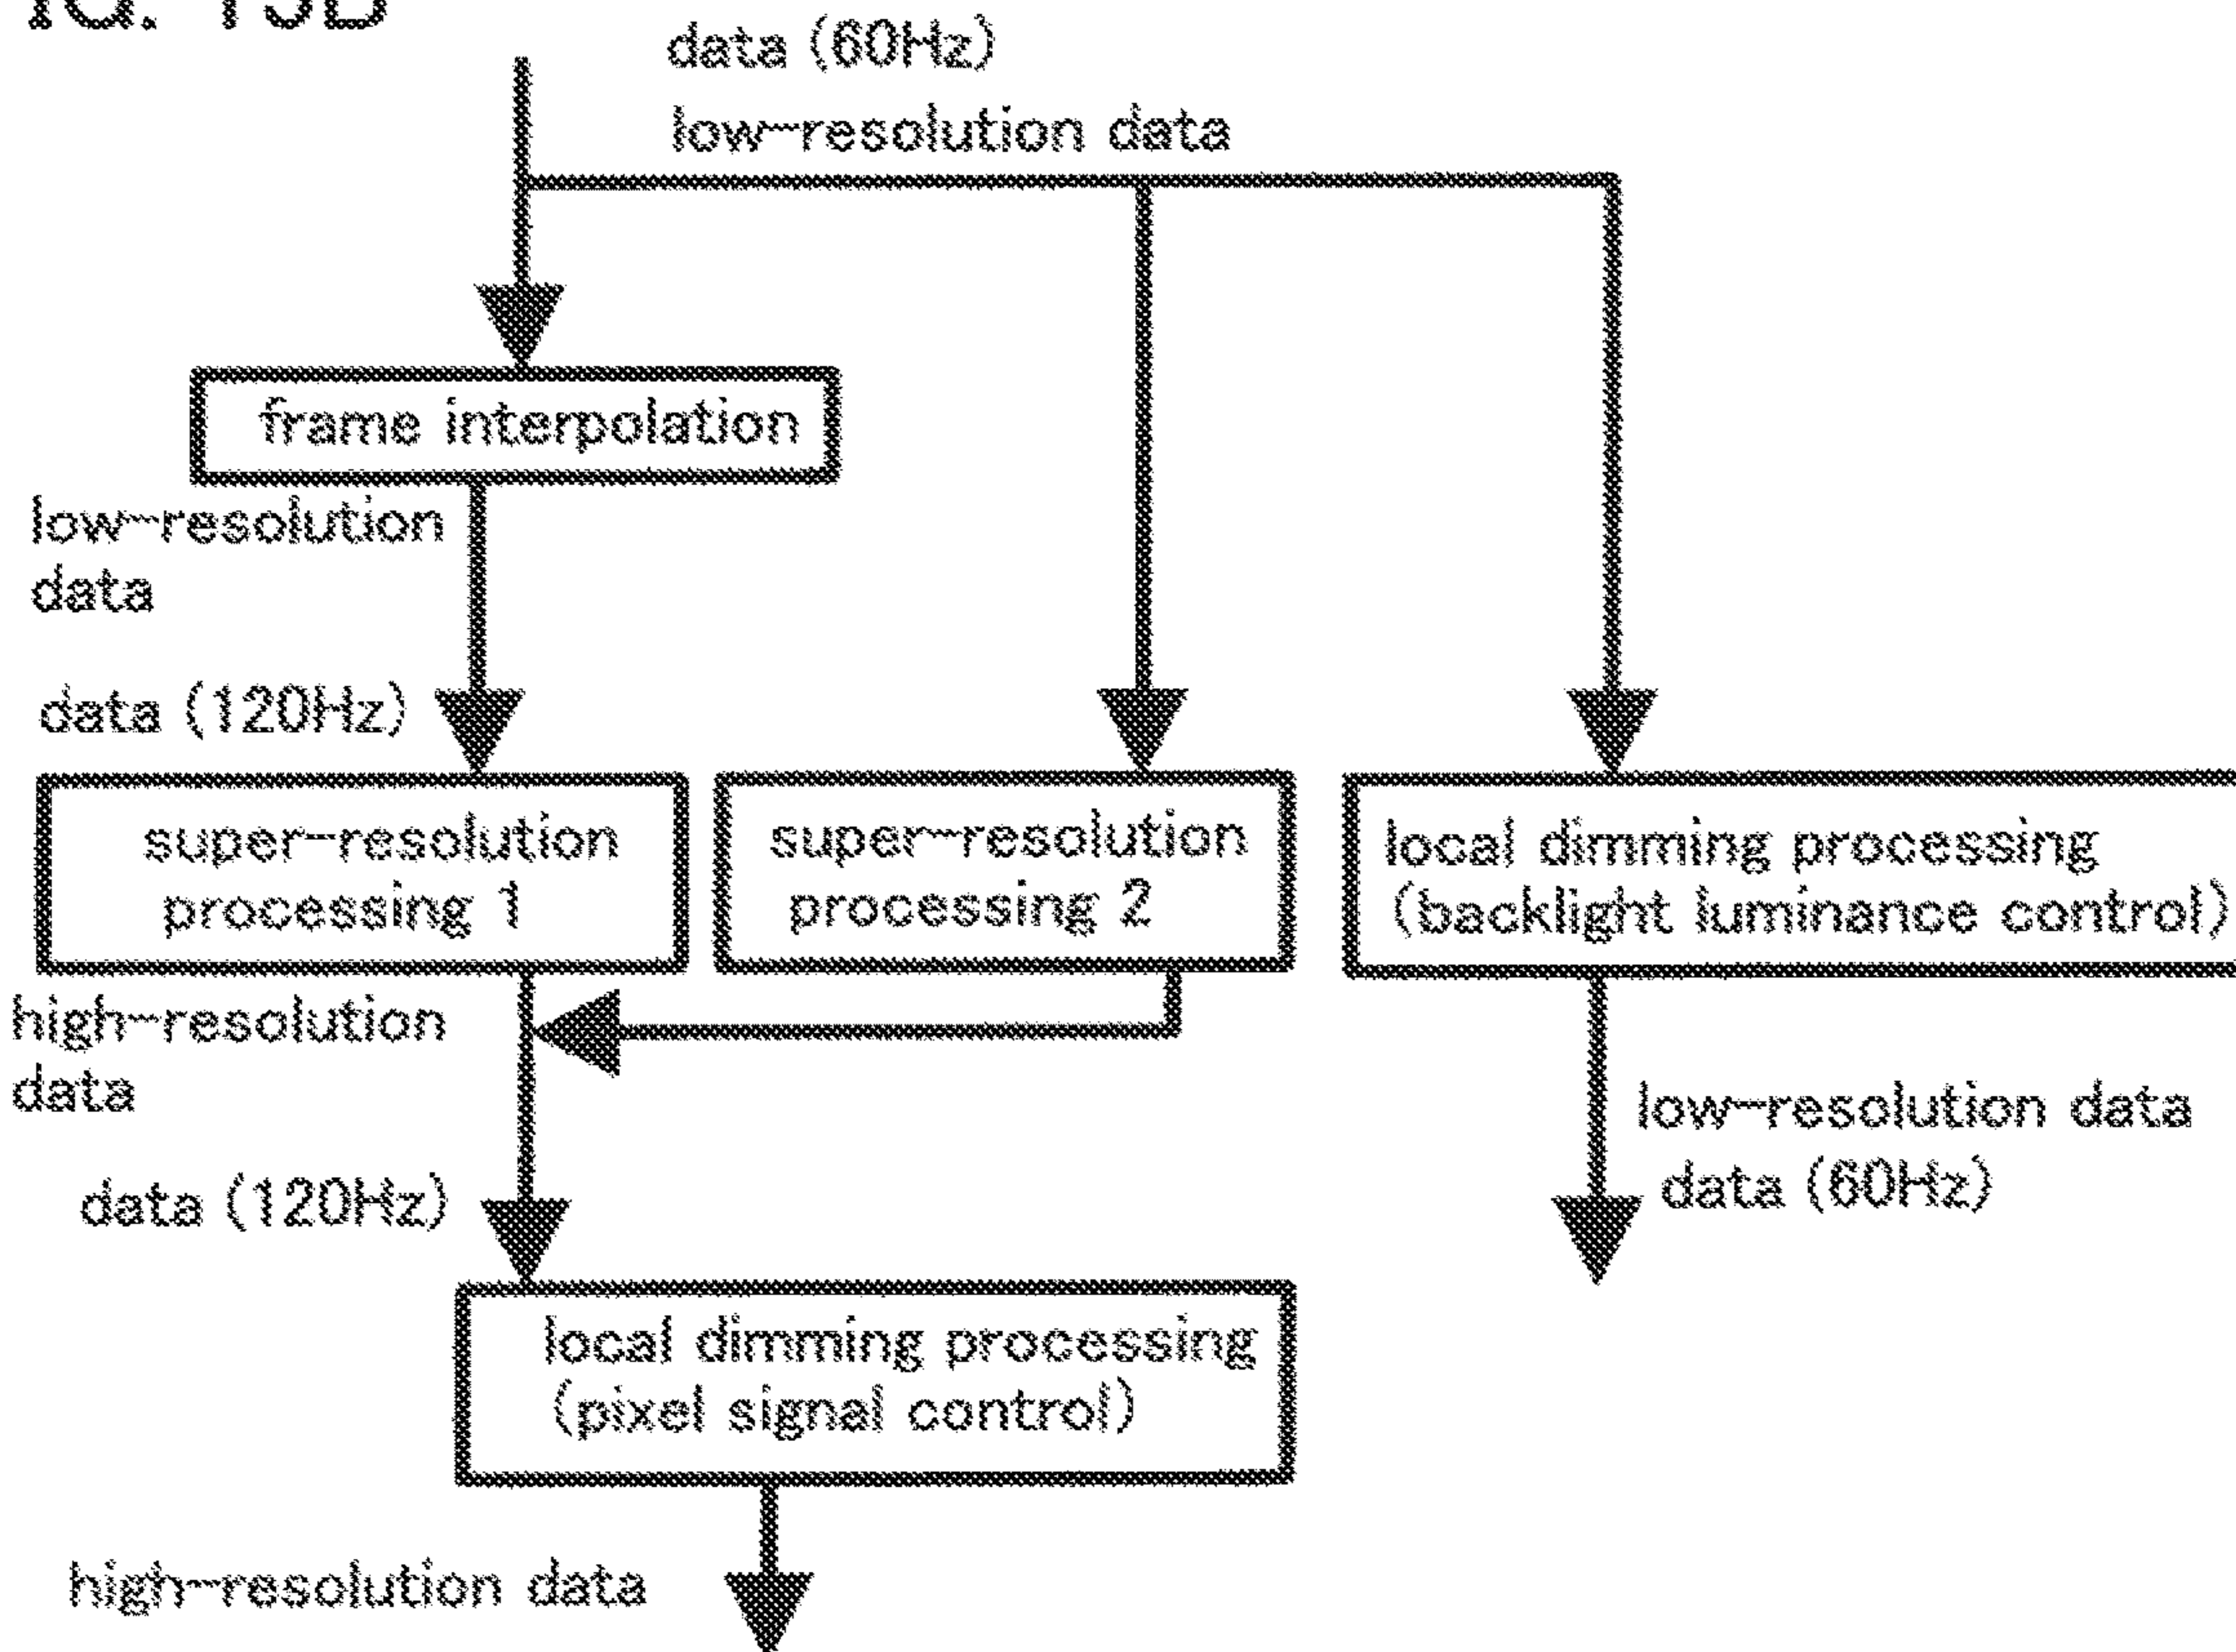 data (60Hz)
low-resolution data
frame interpolation
low-resolution
data
data (120Hz)
super-resolution
processing 1
super-resolution
processing 2
local dimming processing
(backlight luminance control)
high-resolution
data
data (120Hz)
low-resolution data
data (60Hz)
local dimming processing
(pixel signal control)
high-resolution data